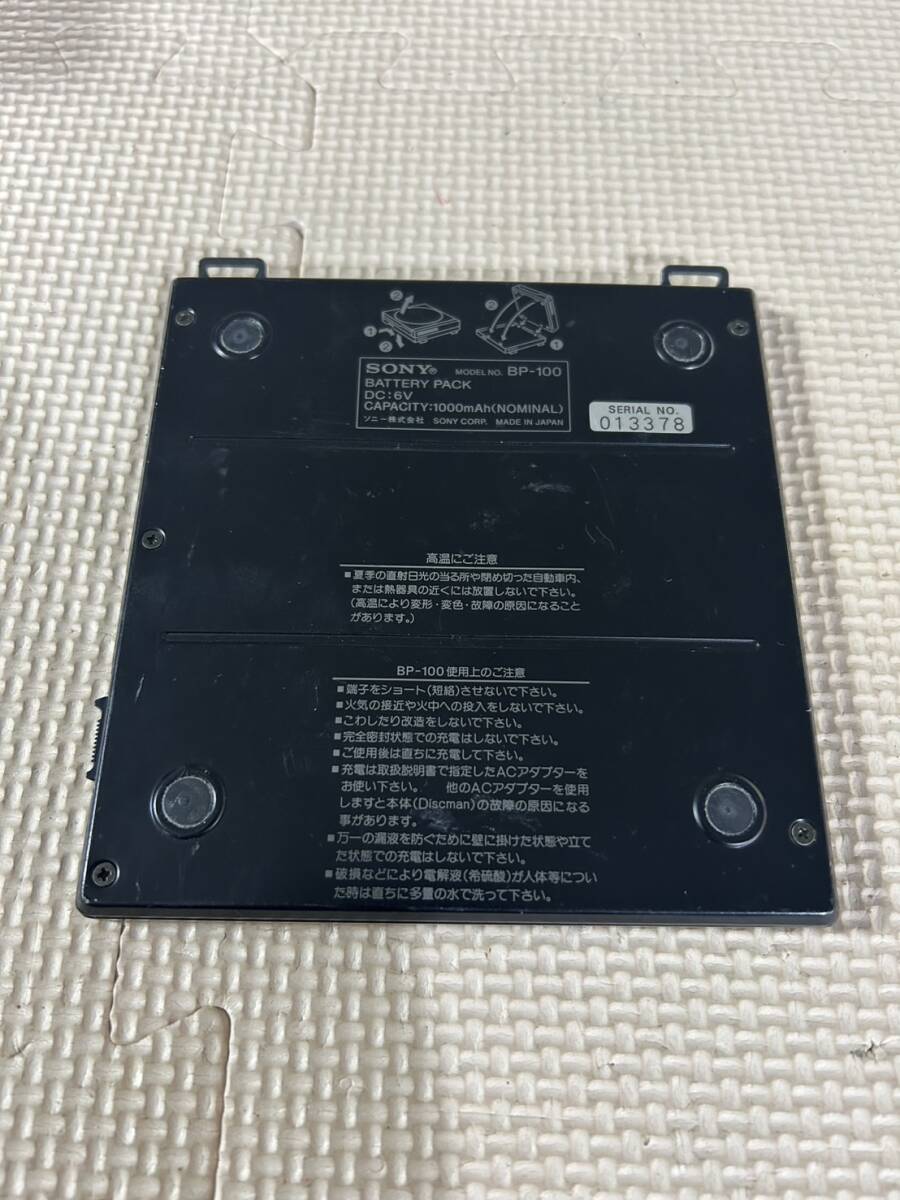 ② ① ②
② ①
SONY® MODEL NO. BP-100
BATTERY PACK
DC:6V
CAPACITY:1000mAh(NOMINAL)
ソニー株式会社 SONY CORP. MADE IN JAPAN
SERIAL NO.
013378
高温にご注意
■夏季の直射日光の当る所や閉め切った自動車内、
または熱器具の近くには放置しないで下さい。
(高温により変形・変色・故障の原因になること
があります。)
BP-100使用上のご注意
■端子をショート(短絡)させないで下さい。
■火気の接近や火中への投入をしないで下さい。
■こわしたり改造をしないで下さい。
■完全密封状態での充電はしないで下さい。
■ご使用後は直ちに充電して下さい。
■充電は取扱説明書で指定したACアダプターを
お使い下さい。 他のACアダプターを使用
しますと本体(Discman)の故障の原因になる
事があります。
■万一の漏液を防ぐために壁に掛けた状態や立て
た状態での充電はしないで下さい。
■破損などにより電解液(希硫酸)が人体等につい
た時は直ちに多量の水で洗って下さい。